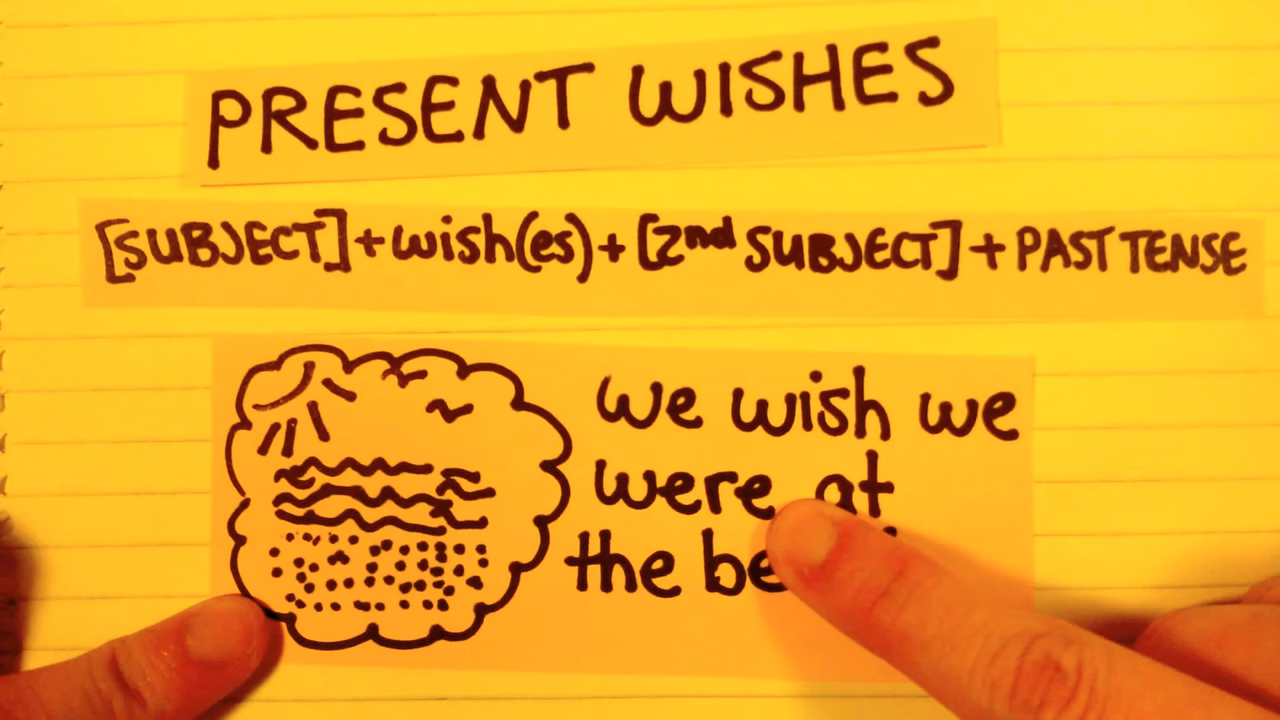 PRESENT WISHES
[SUBJECT] + wish(es) + [2nd SUBJECT] + PAST TENSE
we wish we
were at
the